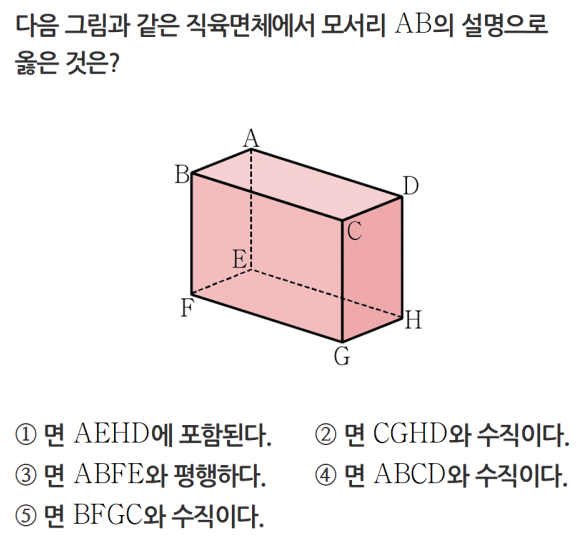 다음 그림과 같은 직육면체에서 모서리 AB의 설명으로
옳은 것은?
A
B
D
C
E
F
H
G
① 면 AEHD에 포함된다. ② 면 CGHD와 수직이다.
③ 면 ABFE와 평행하다. ④ 면 ABCD와 수직이다.
⑤ 면 BFGC와 수직이다.